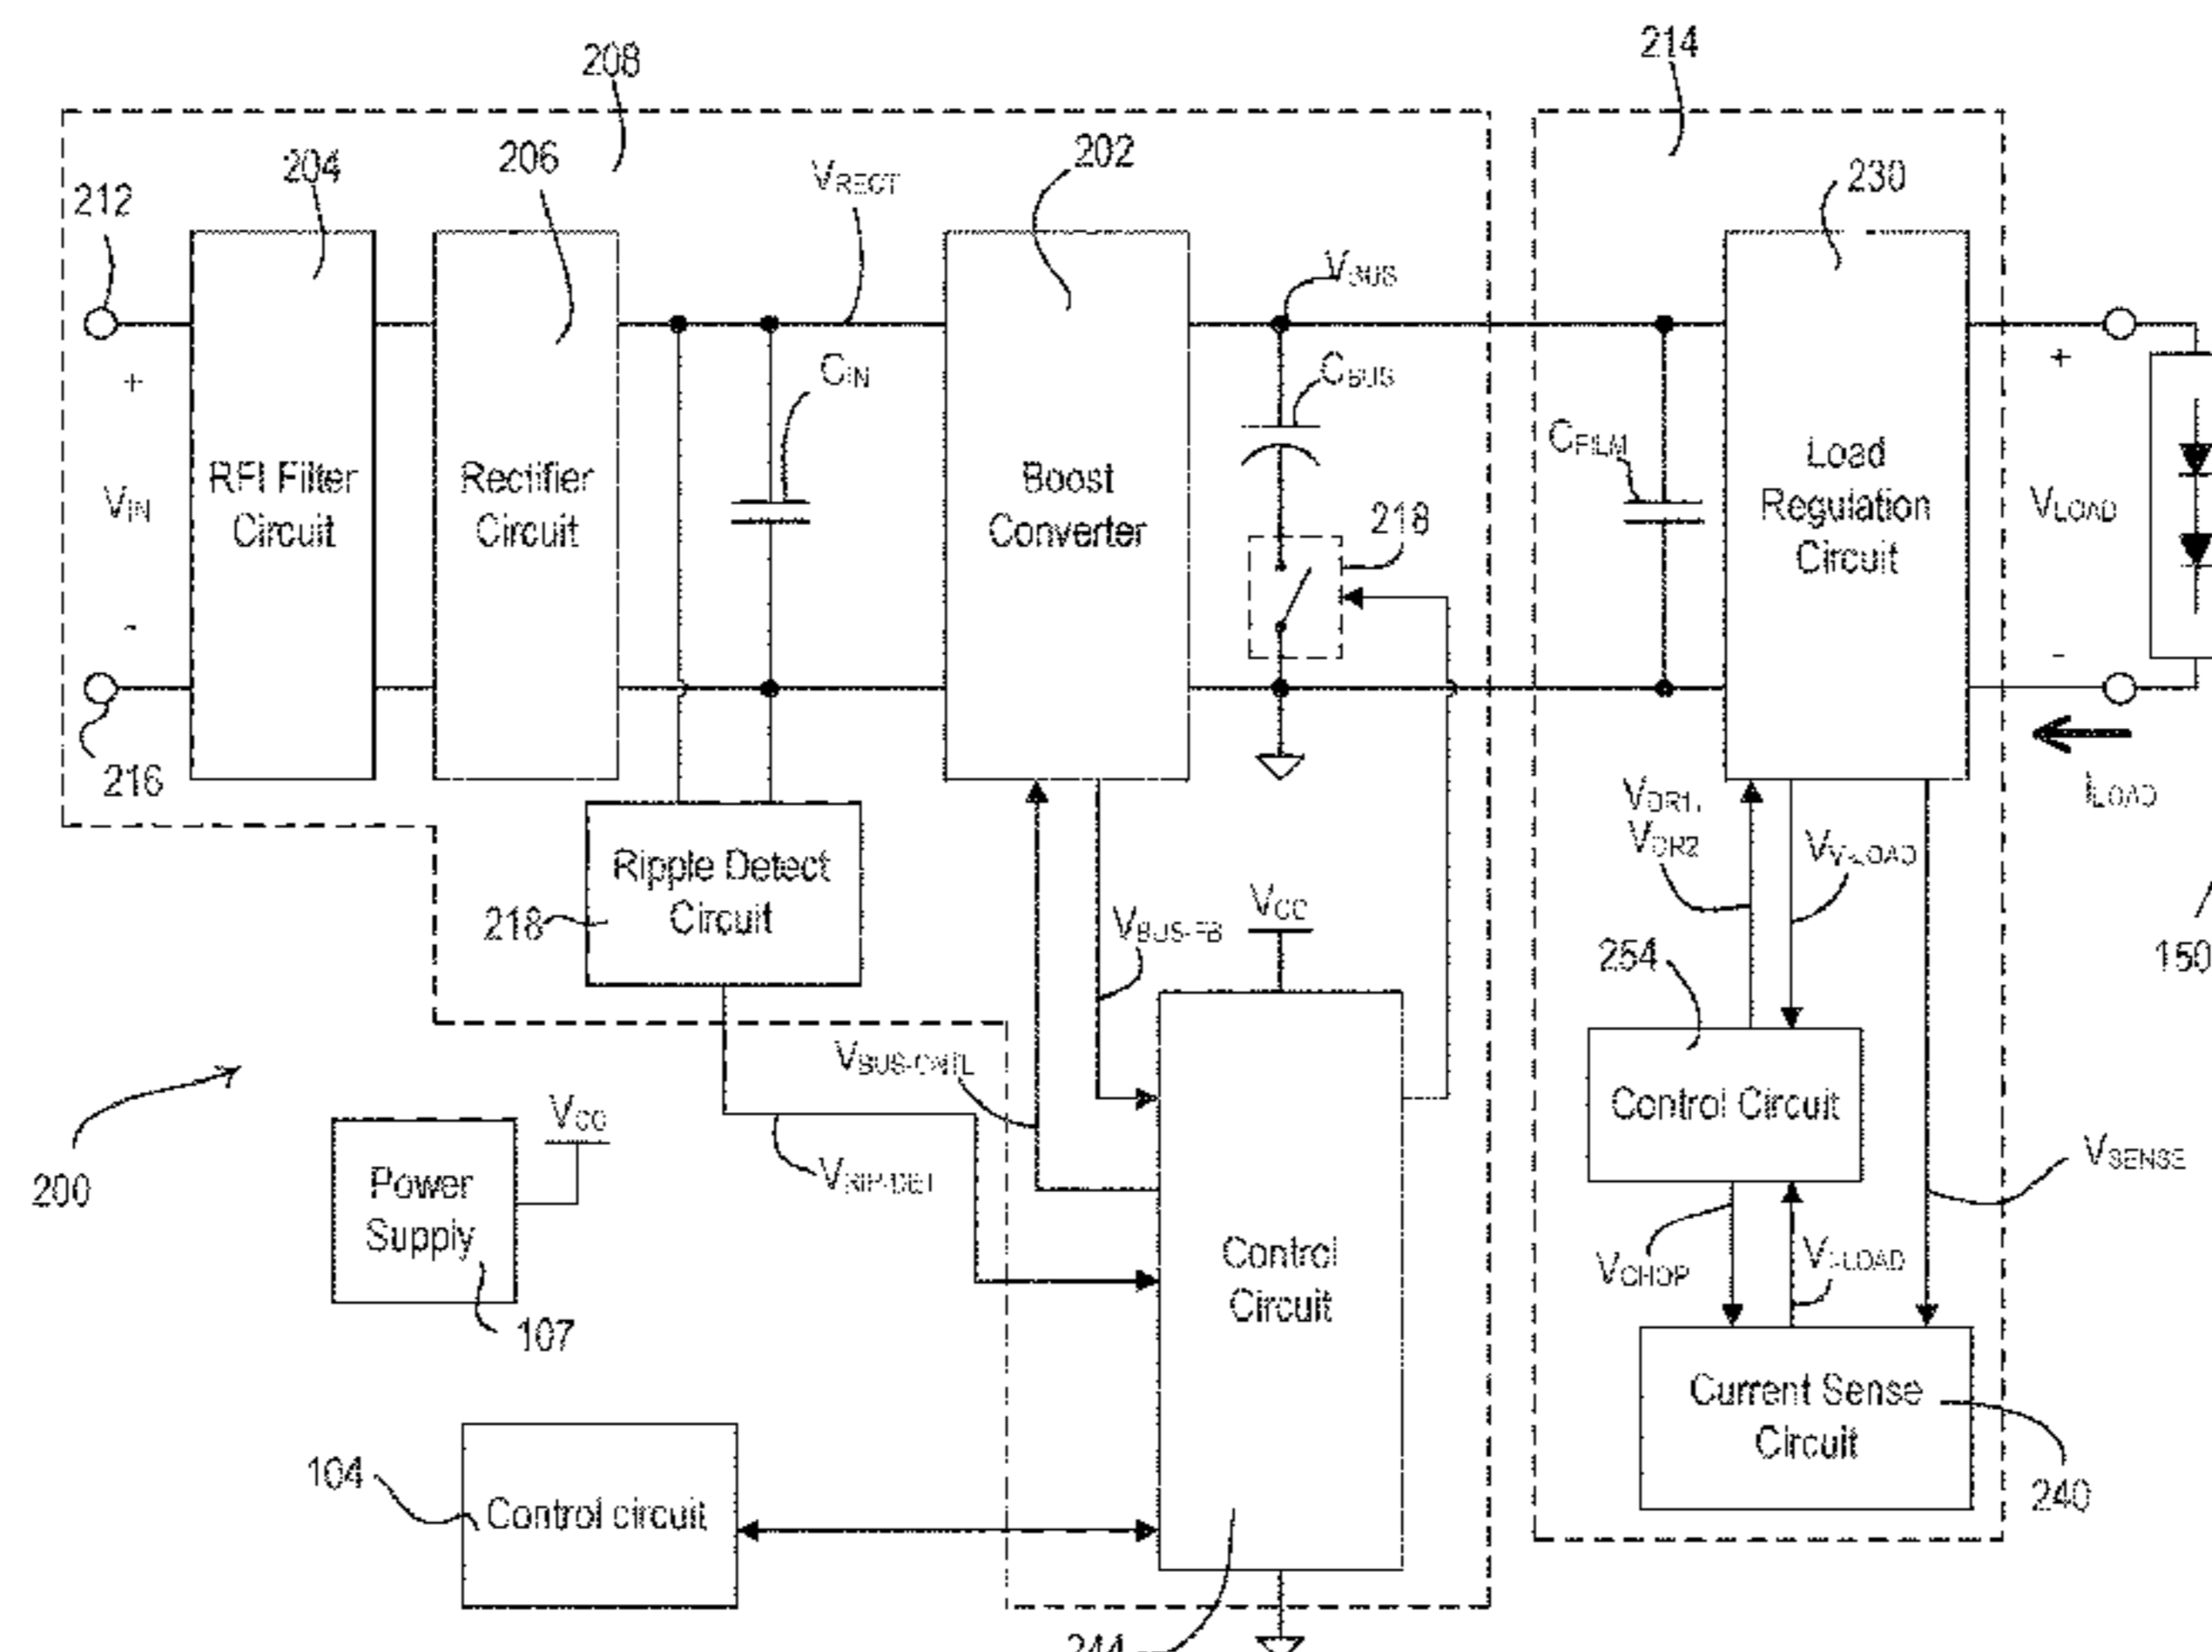 208
214
204
206
VRECT
202
230
212
VBUS
+
CIN
CBUS
+
CFILM
RFI Filter
Circuit
Rectifier
Circuit
Boost
Converter
Load
Regulation
Circuit
VIN
VLOAD
218
-
-
216
VDR1,
VDR2
ILOAD
Ripple Detect
Circuit
218
VBUS-FB
VCC
254
150
VBUS-CNTL
Control Circuit
200
Power
Supply
VCC
VRIP-DET
VSENSE
Control
Circuit
VCHOP
VI-LOAD
107
Current Sense
Circuit
104
Control circuit
240
244